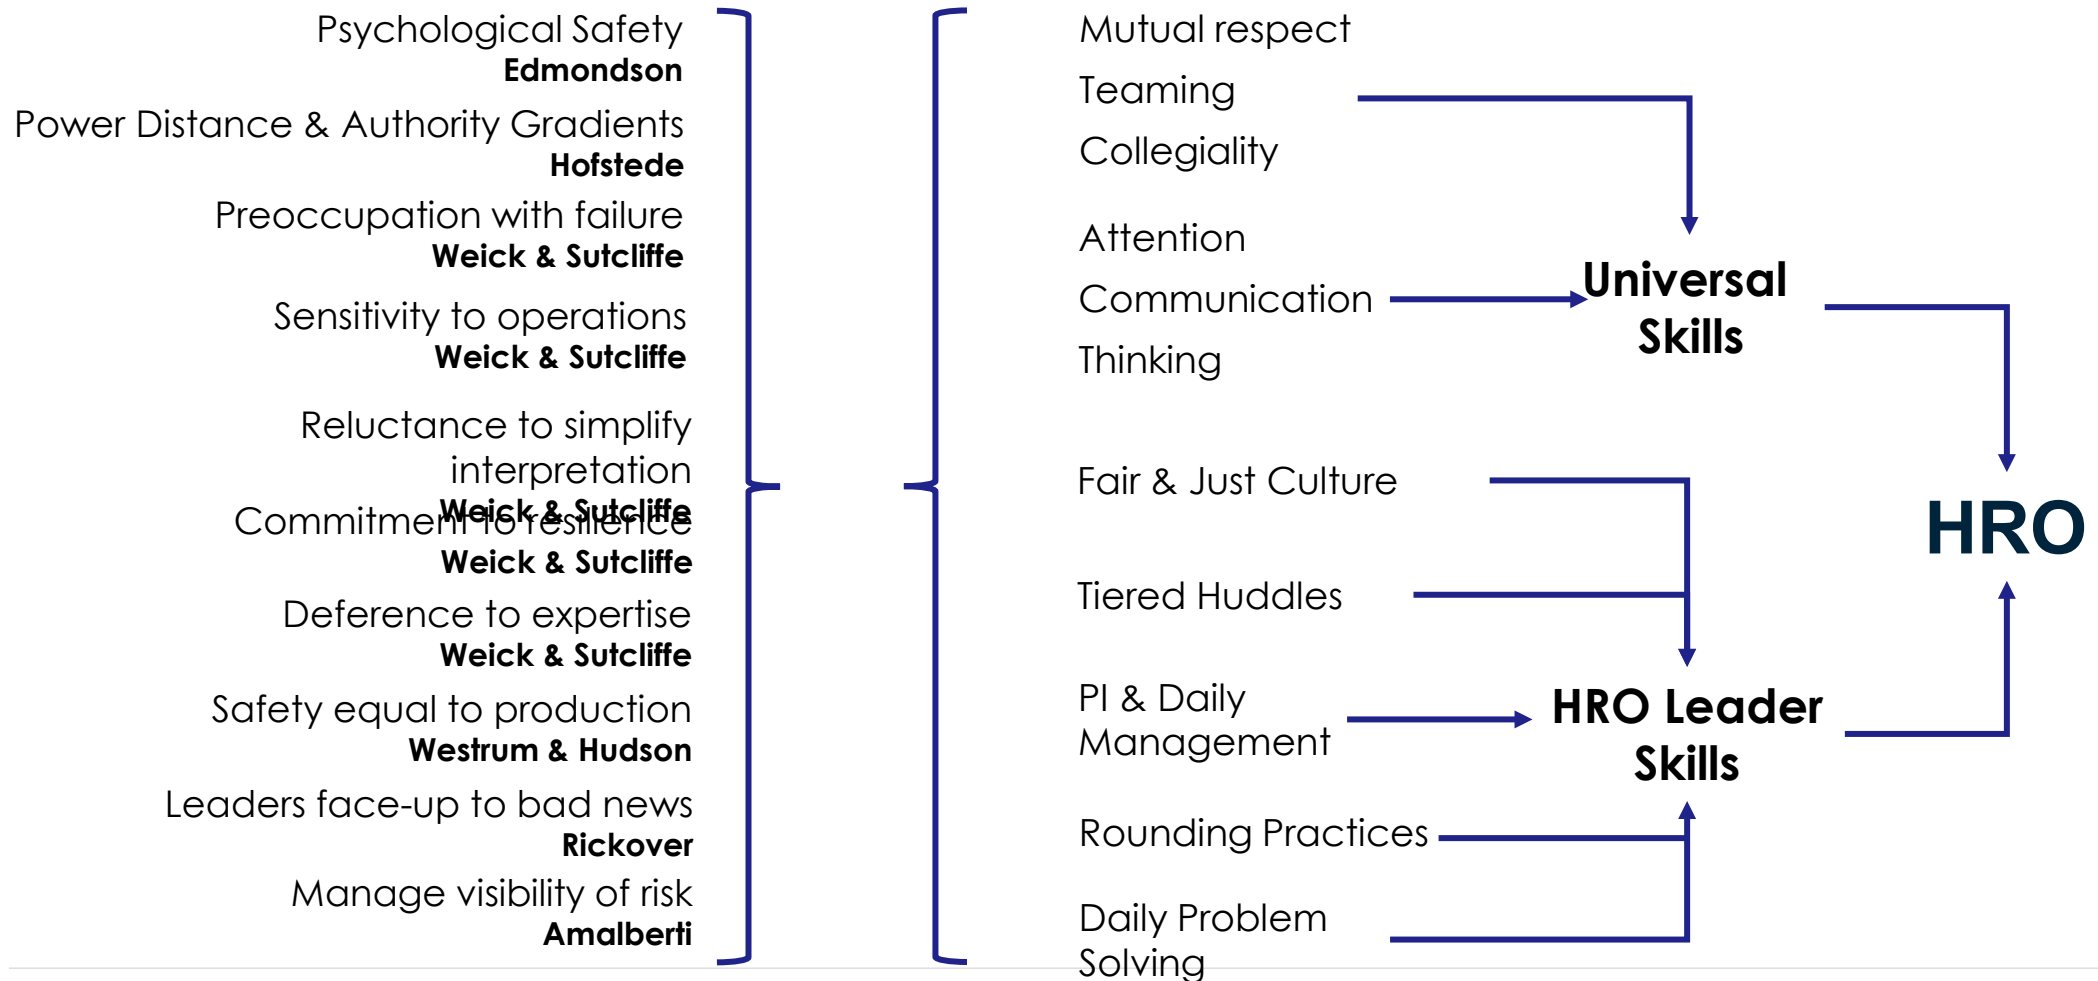 Psychological Safety
Edmondson
Power Distance & Authority Gradients
Hofstede
Preoccupation with failure
Weick & Sutcliffe
Sensitivity to operations
Weick & Sutcliffe
Reluctance to simplify
interpretation
Weick & Sutcliffe
Commitment to resilience
Weick & Sutcliffe
Deference to expertise
Weick & Sutcliffe
Safety equal to production
Westrum & Hudson
Leaders face-up to bad news
Rickover
Manage visibility of risk
Amalberti
Mutual respect
Teaming
Collegiality
Attention
Communication
Thinking
Fair & Just Culture
Tiered Huddles
PI & Daily
Management
Rounding Practices
Daily Problem
Solving
Universal
Skills
HRO Leader
Skills
HRO